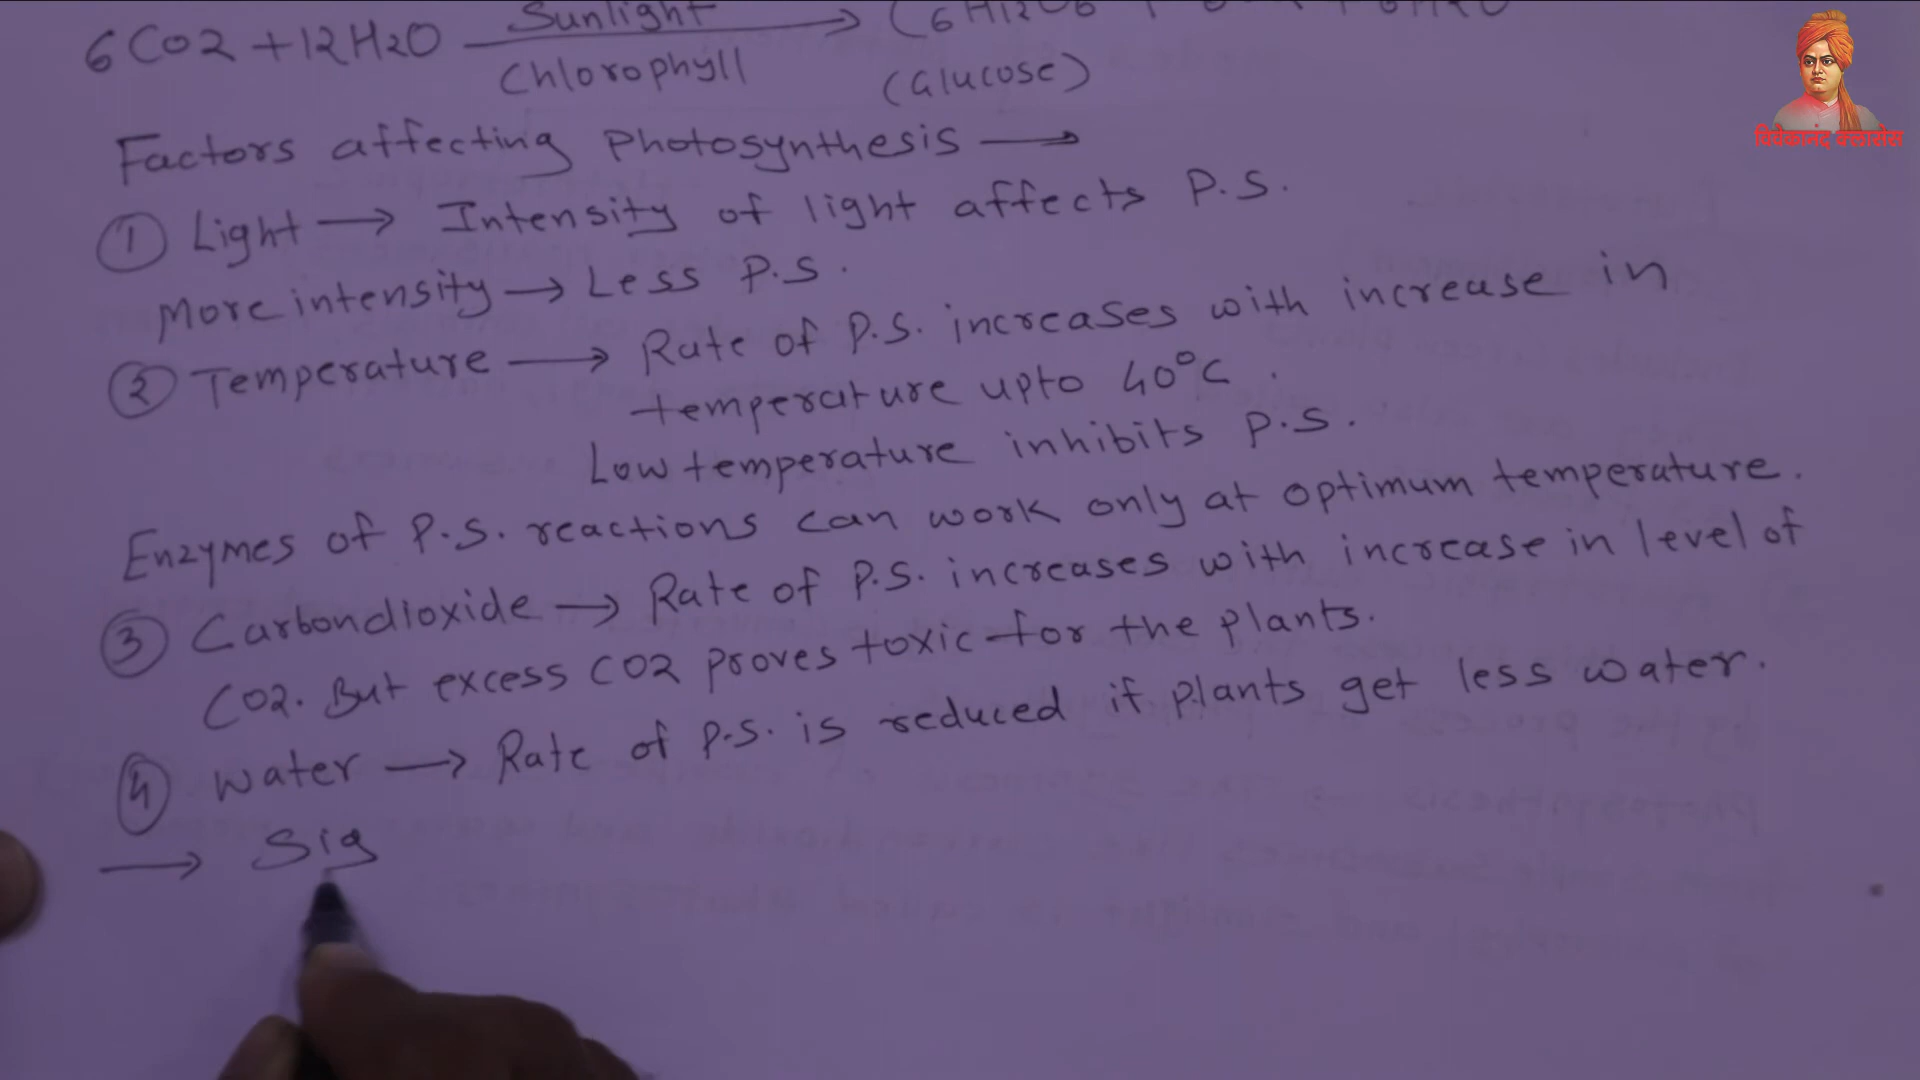 6CO2 + 12H2O Sunlight → C6H12O6 + 6H2O
Chlorophyll (Glucose)
Factors affecting Photosynthesis →
① Light → Intensity of light affects P.S.
More intensity → Less P.S.
② Temperature → Rate of P.S. increases with increase in
temperature upto 40°C.
Low temperature inhibits P.S.
Enzymes of P.S. reactions can work only at optimum temperature.
③ Carbondioxide → Rate of P.S. increases with increase in level of
CO2. But excess CO2 proves toxic for the plants.
④ Water → Rate of P.S. is reduced if plants get less water.
→ Sig
विवेकानंद क्लासेस